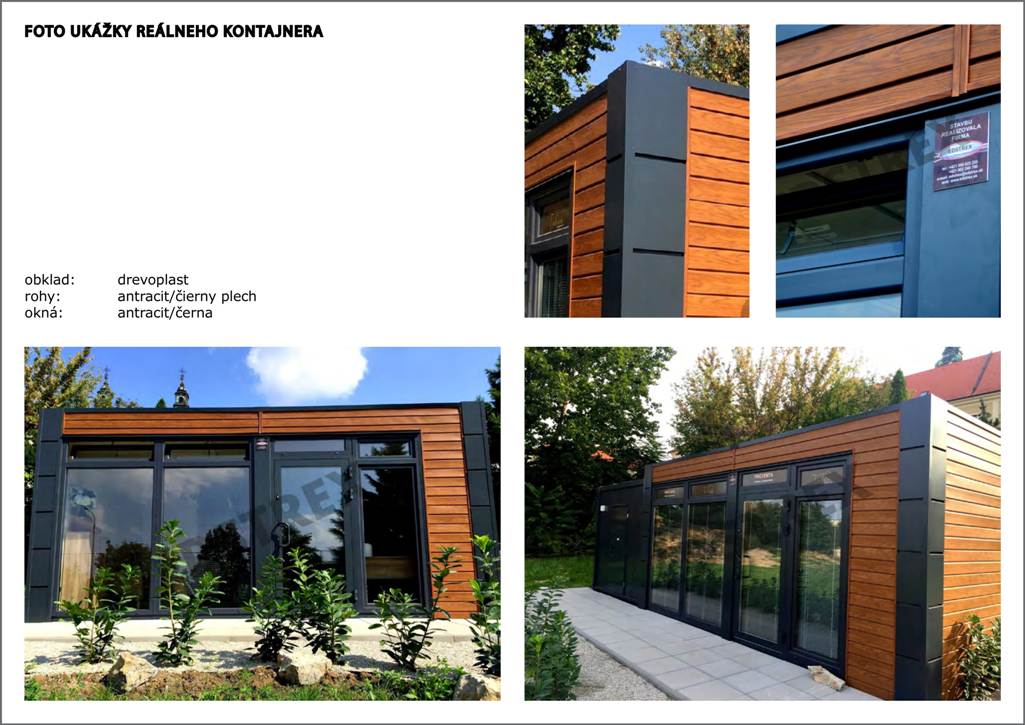 FOTO UKÁŽKY REÁLNEHO KONTAJNERA
obklad: drevoplast
rohy: antracit/čierny plech
okná: antracit/černa
STAVBU
REALIZOVALA
FIRMA